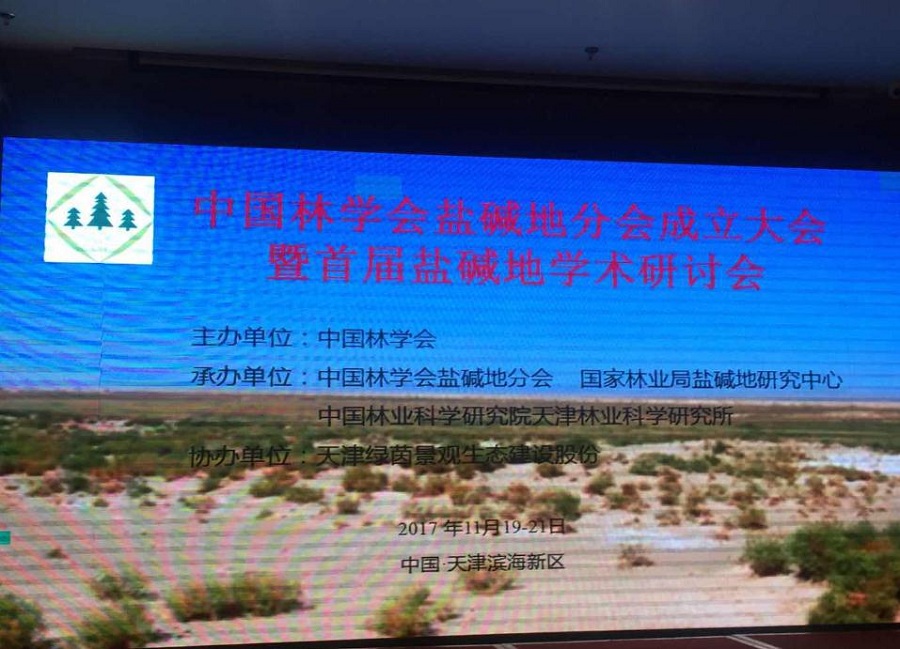 中国林学会盐碱地分会成立大会
暨首届盐碱地学术研讨会
主办单位：中国林学会
承办单位：中国林学会盐碱地分会 国家林业局盐碱地研究中心
中国林业科学研究院天津林业科学研究所
协办单位：天津绿茵景观生态建设股份
2017 年11月19-21日
中国·天津滨海新区